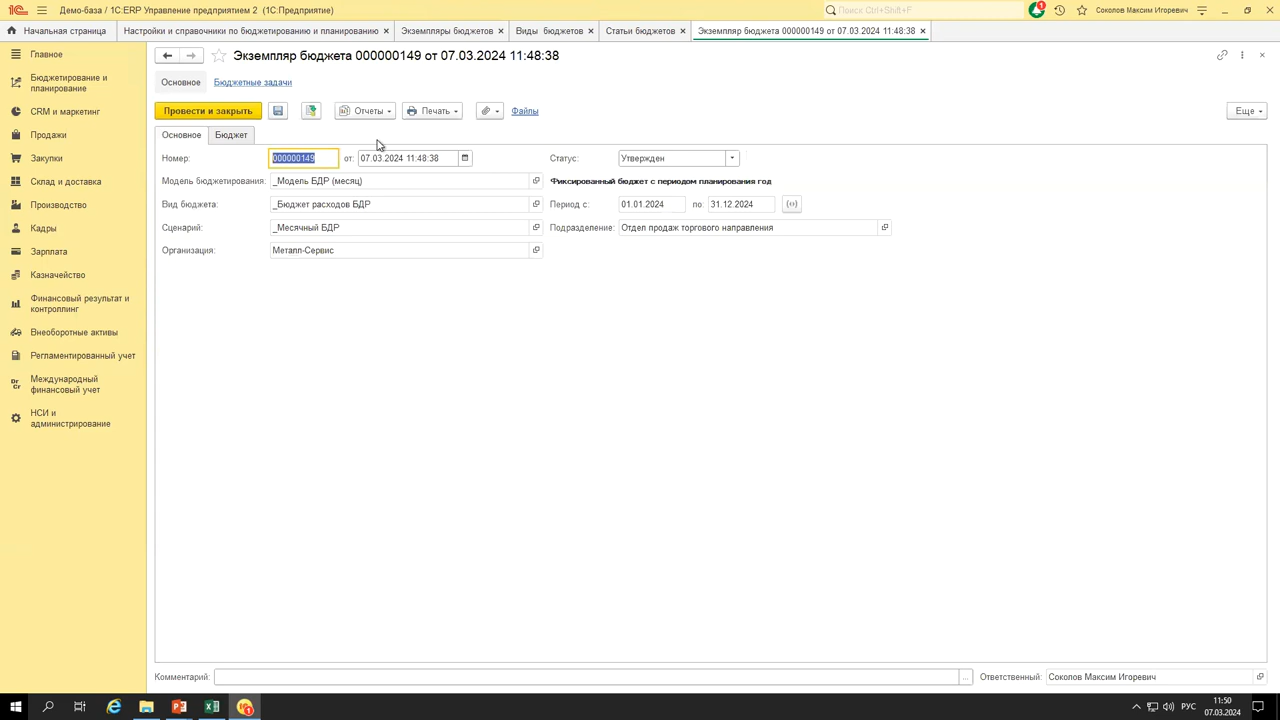 Демо-база / 1С:ERP Управление предприятием 2 (1С:Предприятие)
Поиск Ctrl+Shift+F
1
Соколов Максим Игоревич
Начальная страница
Настройки и справочники по бюджетированию и планированию ×
Экземпляры бюджетов ×
Виды бюджетов ×
Статьи бюджетов ×
Экземпляр бюджета 000000149 от 07.03.2024 11:48:38 ×
Главное
Бюджетирование и
планирование
CRM и маркетинг
Продажи
Закупки
Склад и доставка
Производство
Кадры
Зарплата
Казначейство
Финансовый результат и
контроллинг
Внеоборотные активы
Регламентированный учет
Международный
финансовый учет
НСИ и
администрирование
Экземпляр бюджета 000000149 от 07.03.2024 11:48:38
Основное Бюджетные задачи
Провести и закрыть Отчеты Печать Файлы Еще
Основное Бюджет
Номер: 000000149 от: 07.03.2024 11:48:38 Статус: Утвержден
Модель бюджетирования: _Модель БДР (месяц) Фиксированный бюджет с периодом планирования год
Вид бюджета: _Бюджет расходов БДР Период с: 01.01.2024 по: 31.12.2024
Сценарий: _Месячный БДР Подразделение: Отдел продаж торгового направления
Организация: Металл-Сервис
Комментарий: ... Ответственный: Соколов Максим Игоревич
РУС
11:50
07.03.2024